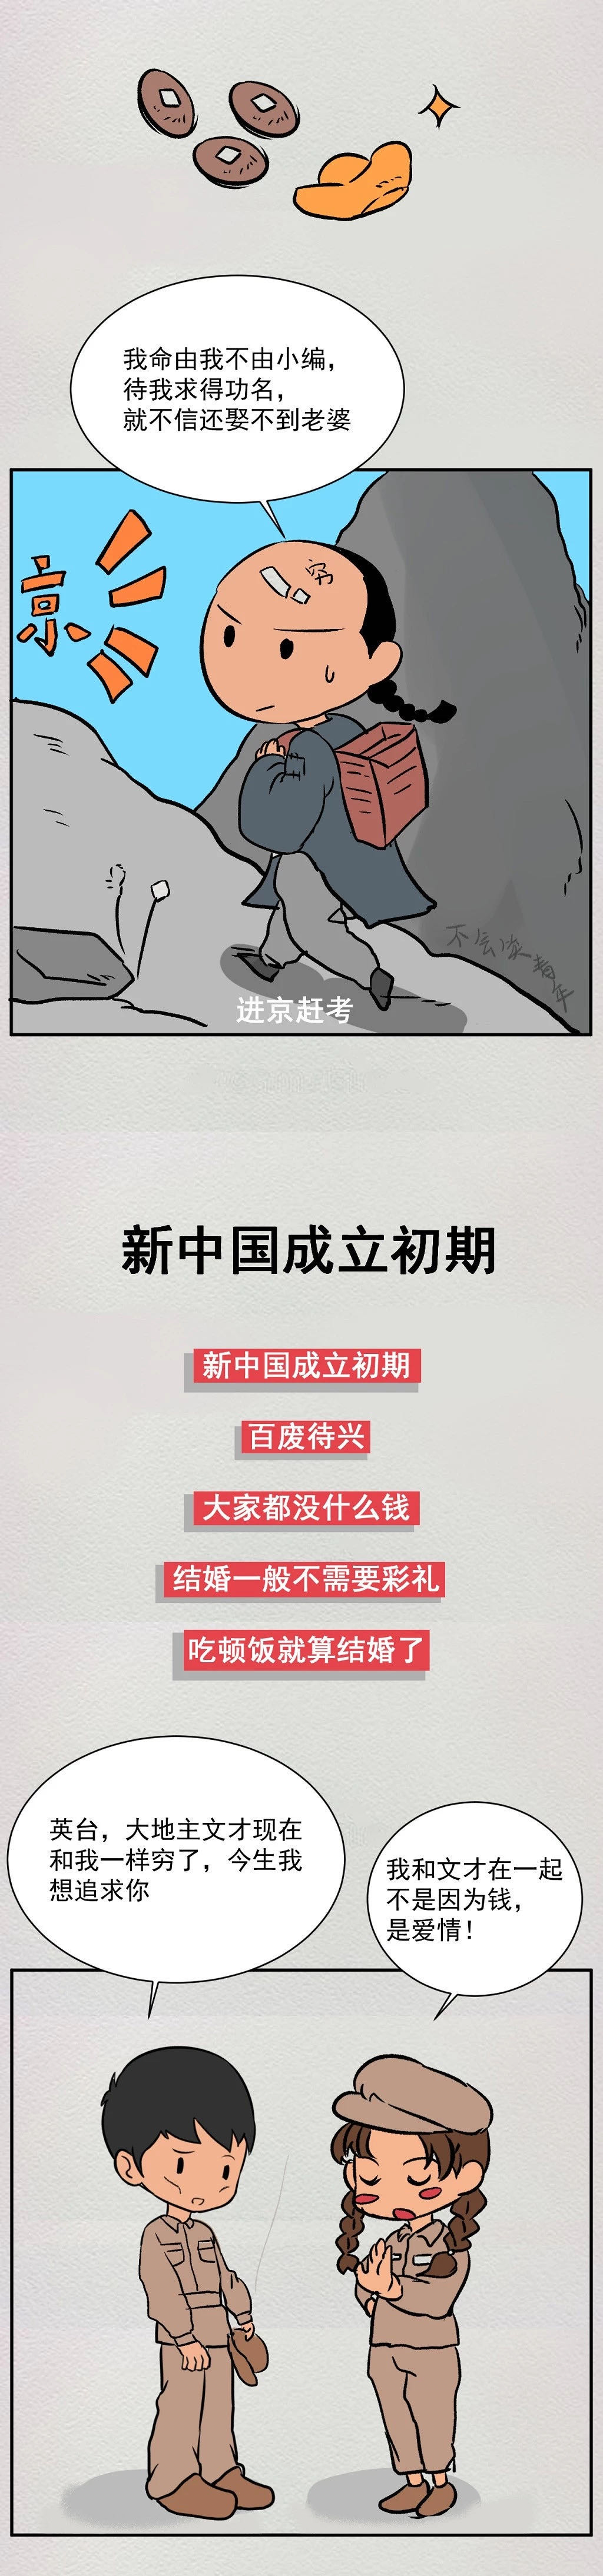 我命由我不由小编，
待我求得功名，
就不信还娶不到老婆
京
穷
进京赶考
新中国成立初期
新中国成立初期
百废待兴
大家都没什么钱
结婚一般不需要彩礼
吃顿饭就算结婚了
英台，大地主文才现在
和我一样穷了，今生我
想追求你
我和文才在一起
不是因为钱，
是爱情！